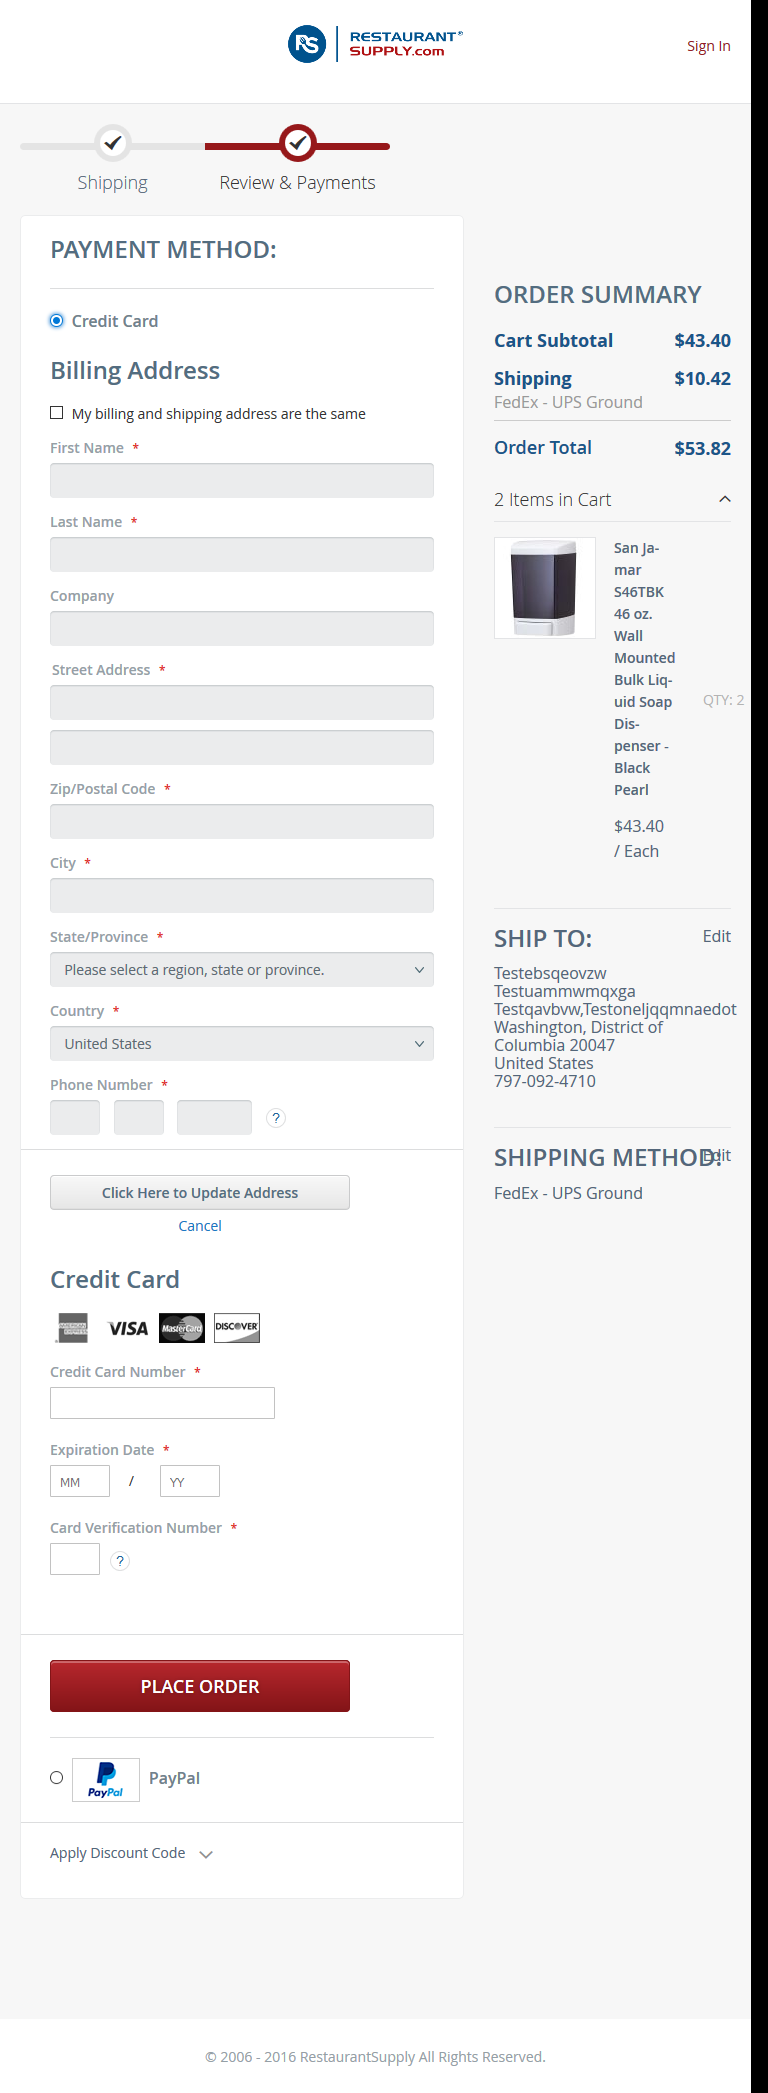 RS RESTAURANT®
SUPPLY.com
Sign In
Shipping
Review & Payments
PAYMENT METHOD:
Credit Card
Billing Address
My billing and shipping address are the same
First Name *
Last Name *
Company
Street Address *
Zip/Postal Code *
City *
State/Province *
Please select a region, state or province.
Country *
United States
Phone Number *
?
Click Here to Update Address
Cancel
Credit Card
VISA
MasterCard
DISCOVER
Credit Card Number *
Expiration Date *
MM / YY
Card Verification Number *
?
PLACE ORDER
PayPal PayPal
Apply Discount Code
ORDER SUMMARY
Cart Subtotal $43.40
Shipping $10.42
FedEx - UPS Ground
Order Total $53.82
2 Items in Cart
San Ja-
mar
S46TBK
46 oz.
Wall
Mounted
Bulk Liq-
uid Soap
Dis-
penser -
Black
Pearl
QTY: 2
$43.40
/ Each
SHIP TO: Edit
Testebsqeovzw
Testuammwmqxga
Testqavbvw,Testoneljqqmnaedot
Washington, District of
Columbia 20047
United States
797-092-4710
SHIPPING METHOD: Edit
FedEx - UPS Ground
© 2006 - 2016 RestaurantSupply All Rights Reserved.